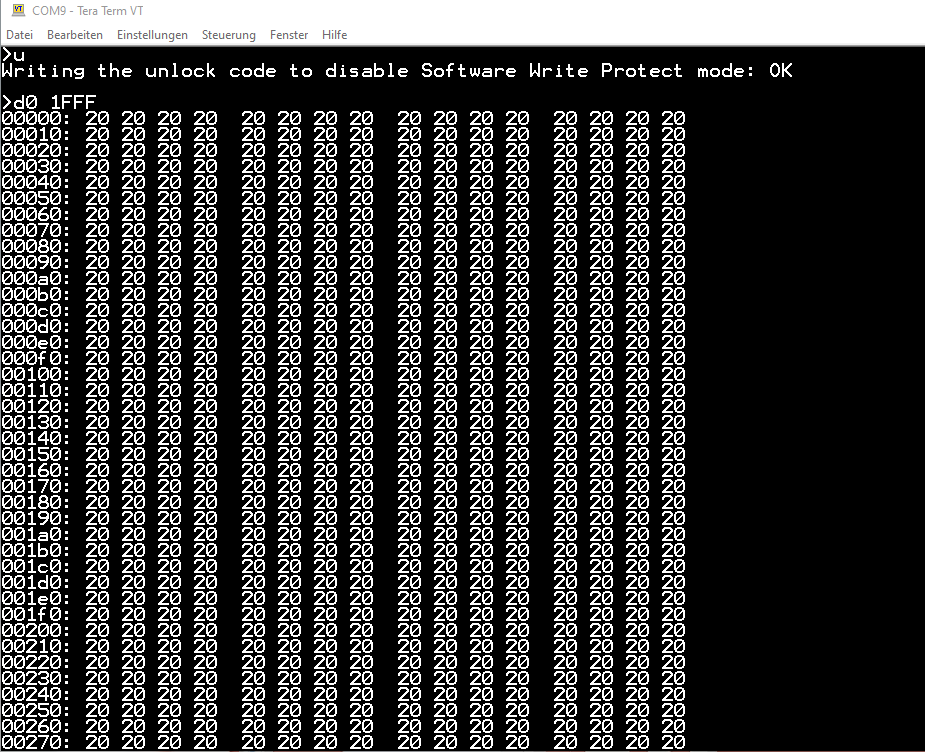 COM9 - Tera Term VT
Datei Bearbeiten Einstellungen Steuerung Fenster Hilfe
>u
Writing the unlock code to disable Software Write Protect mode: OK
>d0 1FFF
00000: 20 20 20 20 20 20 20 20 20 20 20 20 20 20 20 20
00010: 20 20 20 20 20 20 20 20 20 20 20 20 20 20 20 20
00020: 20 20 20 20 20 20 20 20 20 20 20 20 20 20 20 20
00030: 20 20 20 20 20 20 20 20 20 20 20 20 20 20 20 20
00040: 20 20 20 20 20 20 20 20 20 20 20 20 20 20 20 20
00050: 20 20 20 20 20 20 20 20 20 20 20 20 20 20 20 20
00060: 20 20 20 20 20 20 20 20 20 20 20 20 20 20 20 20
00070: 20 20 20 20 20 20 20 20 20 20 20 20 20 20 20 20
00080: 20 20 20 20 20 20 20 20 20 20 20 20 20 20 20 20
00090: 20 20 20 20 20 20 20 20 20 20 20 20 20 20 20 20
000a0: 20 20 20 20 20 20 20 20 20 20 20 20 20 20 20 20
000b0: 20 20 20 20 20 20 20 20 20 20 20 20 20 20 20 20
000c0: 20 20 20 20 20 20 20 20 20 20 20 20 20 20 20 20
000d0: 20 20 20 20 20 20 20 20 20 20 20 20 20 20 20 20
000e0: 20 20 20 20 20 20 20 20 20 20 20 20 20 20 20 20
000f0: 20 20 20 20 20 20 20 20 20 20 20 20 20 20 20 20
00100: 20 20 20 20 20 20 20 20 20 20 20 20 20 20 20 20
00110: 20 20 20 20 20 20 20 20 20 20 20 20 20 20 20 20
00120: 20 20 20 20 20 20 20 20 20 20 20 20 20 20 20 20
00130: 20 20 20 20 20 20 20 20 20 20 20 20 20 20 20 20
00140: 20 20 20 20 20 20 20 20 20 20 20 20 20 20 20 20
00150: 20 20 20 20 20 20 20 20 20 20 20 20 20 20 20 20
00160: 20 20 20 20 20 20 20 20 20 20 20 20 20 20 20 20
00170: 20 20 20 20 20 20 20 20 20 20 20 20 20 20 20 20
00180: 20 20 20 20 20 20 20 20 20 20 20 20 20 20 20 20
00190: 20 20 20 20 20 20 20 20 20 20 20 20 20 20 20 20
001a0: 20 20 20 20 20 20 20 20 20 20 20 20 20 20 20 20
001b0: 20 20 20 20 20 20 20 20 20 20 20 20 20 20 20 20
001c0: 20 20 20 20 20 20 20 20 20 20 20 20 20 20 20 20
001d0: 20 20 20 20 20 20 20 20 20 20 20 20 20 20 20 20
001e0: 20 20 20 20 20 20 20 20 20 20 20 20 20 20 20 20
001f0: 20 20 20 20 20 20 20 20 20 20 20 20 20 20 20 20
00200: 20 20 20 20 20 20 20 20 20 20 20 20 20 20 20 20
00210: 20 20 20 20 20 20 20 20 20 20 20 20 20 20 20 20
00220: 20 20 20 20 20 20 20 20 20 20 20 20 20 20 20 20
00230: 20 20 20 20 20 20 20 20 20 20 20 20 20 20 20 20
00240: 20 20 20 20 20 20 20 20 20 20 20 20 20 20 20 20
00250: 20 20 20 20 20 20 20 20 20 20 20 20 20 20 20 20
00260: 20 20 20 20 20 20 20 20 20 20 20 20 20 20 20 20
00270: 20 20 20 20 20 20 20 20 20 20 20 20 20 20 20 20